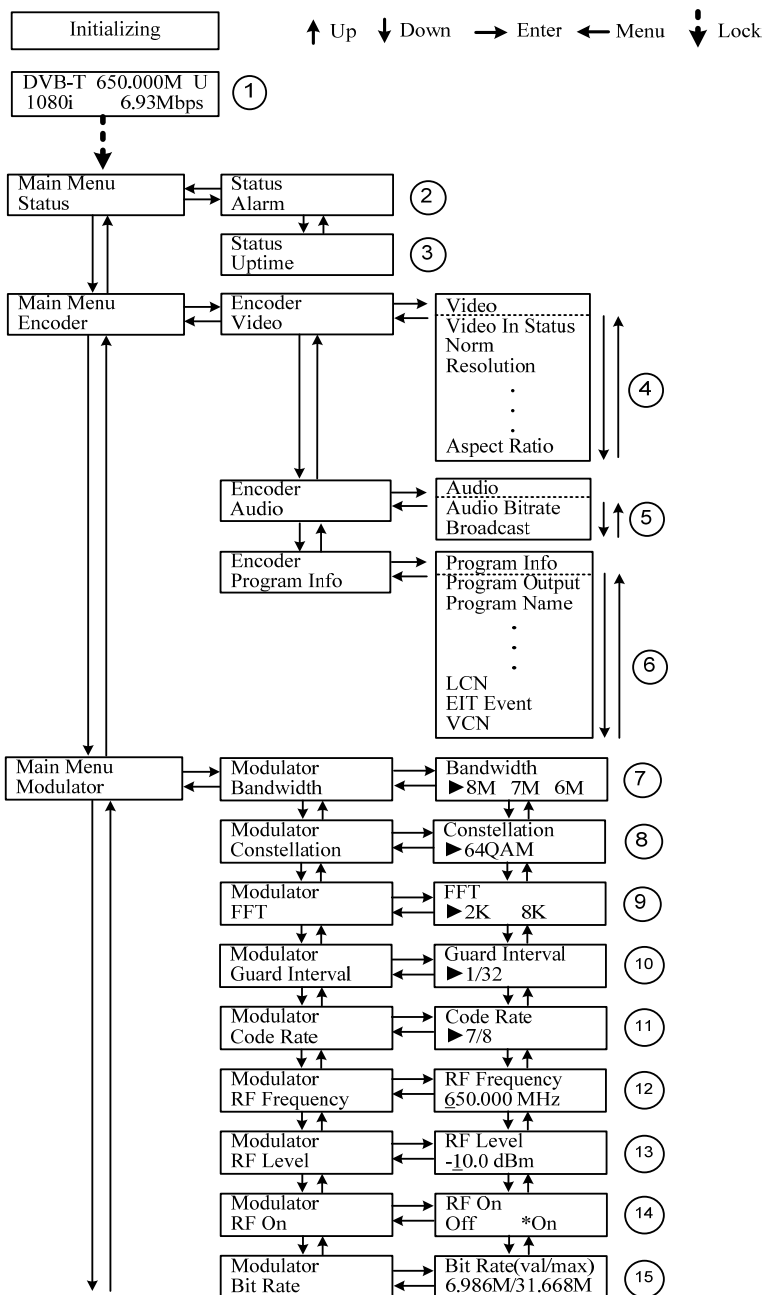 Initializing
Up Down Enter Menu Lock
DVB-T 650.000M U
1080i 6.93Mbps
1
Main Menu
Status
Status
Alarm
2
Status
Uptime
3
Main Menu
Encoder
Encoder
Video
Video
Video In Status
Norm
Resolution
.
.
.
Aspect Ratio
4
Encoder
Audio
Audio
Audio Bitrate
Broadcast
5
Encoder
Program Info
Program Info
Program Output
Program Name
.
.
.
LCN
EIT Event
VCN
6
Main Menu
Modulator
Modulator
Bandwidth
Bandwidth
►8M 7M 6M
7
Modulator
Constellation
Constellation
►64QAM
8
Modulator
FFT
FFT
►2K 8K
9
Modulator
Guard Interval
Guard Interval
►1/32
10
Modulator
Code Rate
Code Rate
►7/8
11
Modulator
RF Frequency
RF Frequency
650.000 MHz
12
Modulator
RF Level
RF Level
-10.0 dBm
13
Modulator
RF On
RF On
Off *On
14
Modulator
Bit Rate
Bit Rate(val/max)
6.986M/31.668M
15